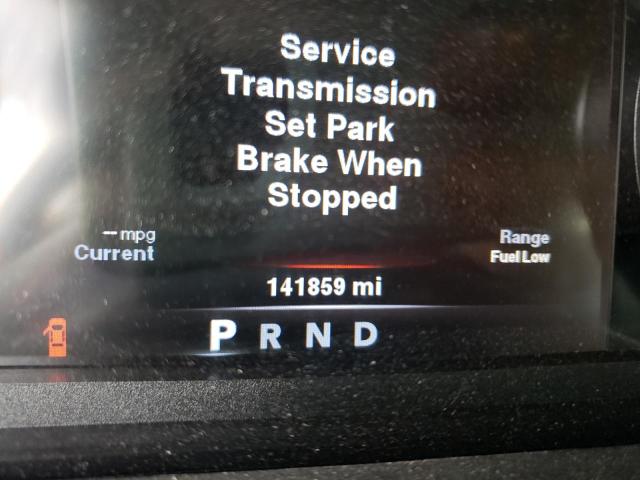 Service
Transmission
Set Park
Brake When
Stopped
-- mpg
Current
Range
Fuel Low
141859 mi
P R N D